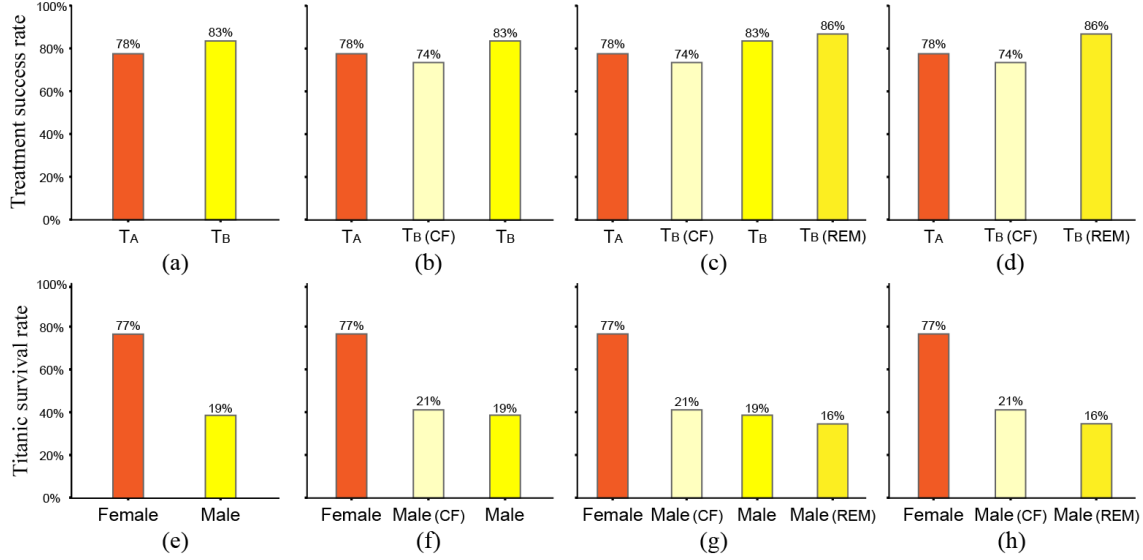 Treatment success rate
100%
80%
60%
40%
20%
0%
78%
83%
TA
TB
(a)
78%
74%
83%
TA
TB (CF)
TB
(b)
78%
74%
83%
86%
TA
TB (CF)
TB
TB (REM)
(c)
78%
74%
86%
TA
TB (CF)
TB (REM)
(d)
Titanic survival rate
100%
80%
60%
40%
20%
0%
77%
19%
Female
Male
(e)
77%
21%
19%
Female
Male (CF)
Male
(f)
77%
21%
19%
16%
Female
Male (CF)
Male
Male (REM)
(g)
77%
21%
16%
Female
Male (CF)
Male (REM)
(h)